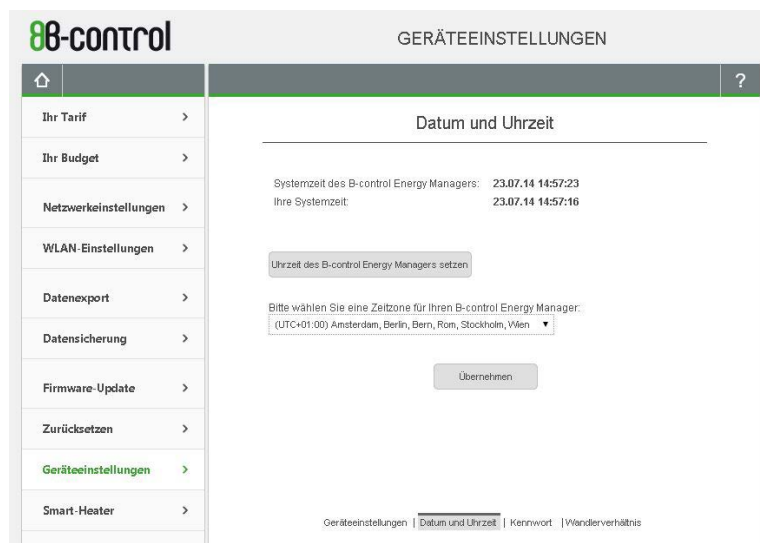 B-control
GERÄTEEINSTELLUNGEN
?
Ihr Tarif
Ihr Budget
Netzwerkeinstellungen
WLAN-Einstellungen
Datenexport
Datensicherung
Firmware-Update
Zurücksetzen
Geräteeinstellungen
Smart-Heater
Datum und Uhrzeit
Systemzeit des B-control Energy Managers: 23.07.14 14:57:23
Ihre Systemzeit: 23.07.14 14:57:16
Uhrzeit des B-control Energy Managers setzen
Bitte wählen Sie eine Zeitzone für Ihren B-control Energy Manager:
(UTC+01:00) Amsterdam, Berlin, Bern, Rom, Stockholm, Wien
Übernehmen
Geräteeinstellungen | Datum und Uhrzeit | Kennwort | Wandlerverhältnis